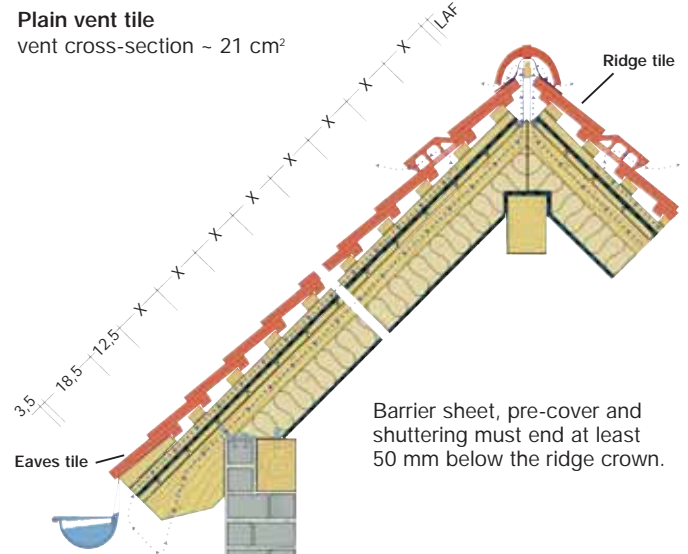 Plain vent tile
vent cross-section ~ 21 cm²
LAF
X
X
X
X
X
X
X
X
12,5
18,5
3,5
Ridge tile
Eaves tile
Barrier sheet, pre-cover and
shuttering must end at least
50 mm below the ridge crown.